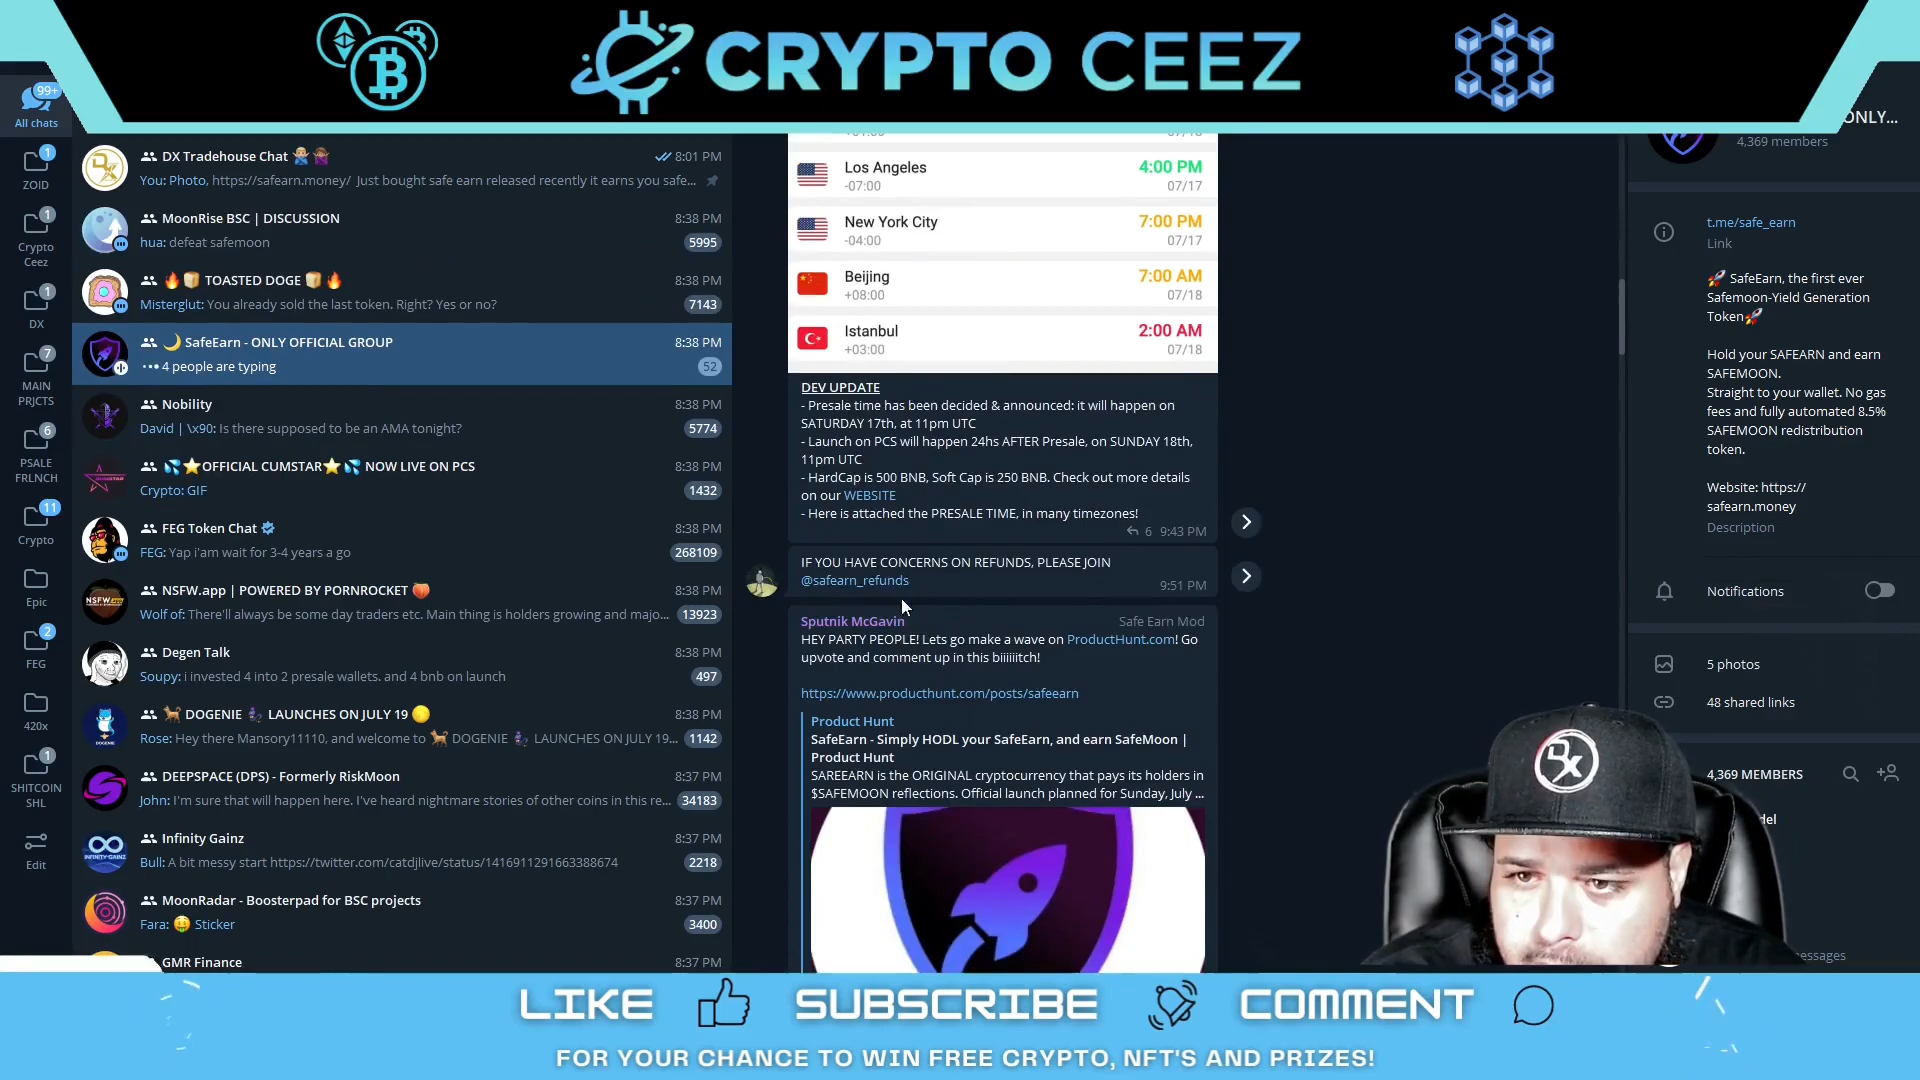 CRYPTO CEEZ
99+
All chats
1
ZOID
1
Crypto
Ceez
1
DX
7
MAIN
PRJCTS
6
PSALE
FRLNCH
11
Crypto
Epic
2
FEG
420x
1
SHITCOIN
SHL
Edit
DX Tradehouse Chat 8:01 PM
You: Photo, https://safearn.money/ Just bought safe earn released recently it earns you safe...
MoonRise BSC | DISCUSSION 8:38 PM
hua: defeat safemoon 5995
🔥🍞 TOASTED DOGE 🍞🔥 8:38 PM
Misterglut: You already sold the last token. Right? Yes or no? 7143
🌙 SafeEarn - ONLY OFFICIAL GROUP 8:38 PM
4 people are typing 52
Nobility 8:38 PM
David | \x90: Is there supposed to be an AMA tonight? 5774
💦⭐OFFICIAL CUMSTAR⭐💦 NOW LIVE ON PCS 8:38 PM
Crypto: GIF 1432
FEG Token Chat 8:38 PM
FEG: Yap i'am wait for 3-4 years a go 268109
NSFW.app | POWERED BY PORNROCKET 🍑 8:38 PM
Wolf of: There'll always be some day traders etc. Main thing is holders growing and majo... 13923
Degen Talk 8:38 PM
Soupy: i invested 4 into 2 presale wallets. and 4 bnb on launch 497
DOGENIE LAUNCHES ON JULY 19 8:38 PM
Rose: Hey there Mansory11110, and welcome to DOGENIE LAUNCHES ON JULY 19... 1142
DEEPSPACE (DPS) - Formerly RiskMoon 8:37 PM
John: I'm sure that will happen here. I've heard nightmare stories of other coins in this re... 34183
Infinity Gainz 8:37 PM
Bull: A bit messy start https://twitter.com/catdjlive/status/1416911291663388674 2218
MoonRadar - Boosterpad for BSC projects 8:37 PM
Fara: 🤑 Sticker 3400
GMR Finance 8:37 PM
Los Angeles 4:00 PM
-07:00 07/17
New York City 7:00 PM
-04:00 07/17
Beijing 7:00 AM
+08:00 07/18
Istanbul 2:00 AM
+03:00 07/18
DEV UPDATE
- Presale time has been decided & announced: it will happen on
SATURDAY 17th, at 11pm UTC
- Launch on PCS will happen 24hs AFTER Presale, on SUNDAY 18th,
11pm UTC
- HardCap is 500 BNB, Soft Cap is 250 BNB. Check out more details
on our WEBSITE
- Here is attached the PRESALE TIME, in many timezones!
6 9:43 PM
IF YOU HAVE CONCERNS ON REFUNDS, PLEASE JOIN
@safearn_refunds 9:51 PM
Sputnik McGavin Safe Earn Mod
HEY PARTY PEOPLE! Lets go make a wave on ProductHunt.com! Go
upvote and comment up in this biiiiiitch!
https://www.producthunt.com/posts/safeearn
Product Hunt
SafeEarn - Simply HODL your SafeEarn, and earn SafeMoon |
Product Hunt
SAREEARN is the ORIGINAL cryptocurrency that pays its holders in
$SAFEMOON reflections. Official launch planned for Sunday, July ...
ONLY...
4,369 members
t.me/safe_earn
Link
🚀 SafeEarn, the first ever
Safemoon-Yield Generation
Token🚀
Hold your SAFEARN and earn
SAFEMOON.
Straight to your wallet. No gas
fees and fully automated 8.5%
SAFEMOON redistribution
token.
Website: https://
safearn.money
Description
Notifications
5 photos
48 shared links
4,369 MEMBERS
DX
LIKE SUBSCRIBE COMMENT
FOR YOUR CHANCE TO WIN FREE CRYPTO, NFT'S AND PRIZES!